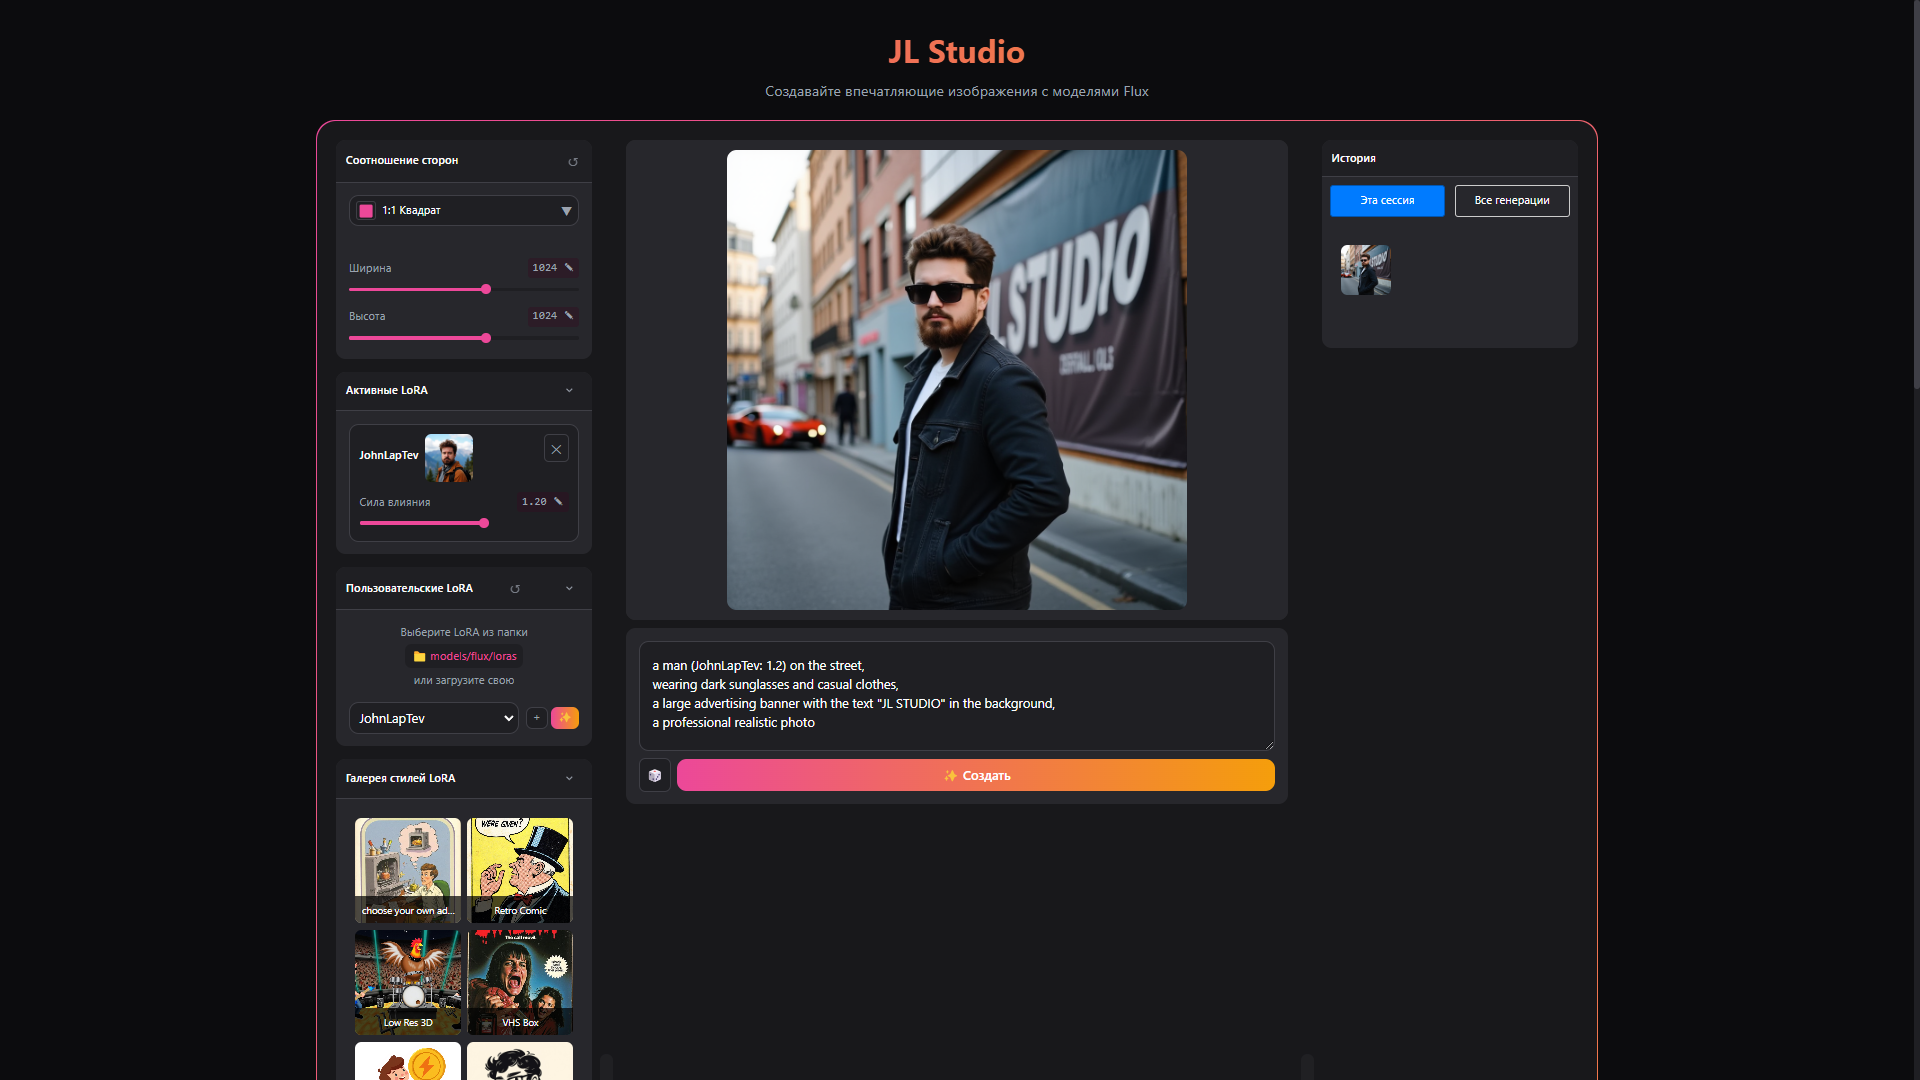 JL Studio
Создавайте впечатляющие изображения с моделями Flux
Соотношение сторон
1:1 Квадрат
Ширина
1024
Высота
1024
Активные LoRA
JohnLapTev
Сила влияния
1.20
Пользовательские LoRA
Выберите LoRA из папки
models/flux/loras
или загрузите свою
JohnLapTev
+
Галерея стилей LoRA
WERE GIVEN?
choose your own ad...
Retro Comic
Low Res 3D
VHS Box
LSTUDIO
a man (JohnLapTev: 1.2) on the street,
wearing dark sunglasses and casual clothes,
a large advertising banner with the text "JL STUDIO" in the background,
a professional realistic photo
Создать
История
Эта сессия
Все генерации